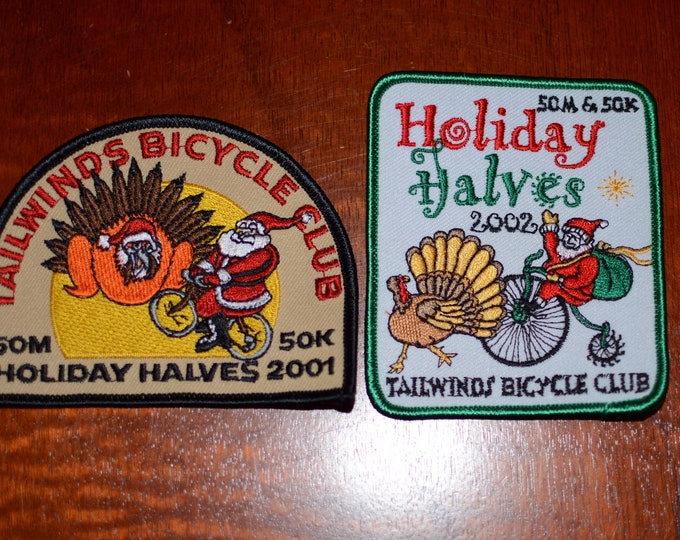 TAILWINDS BICYCLE CLUB
50M 50K
HOLIDAY HALVES 2001
50M & 50K
Holiday
Halves
2002
TAILWINDS BICYCLE CLUB